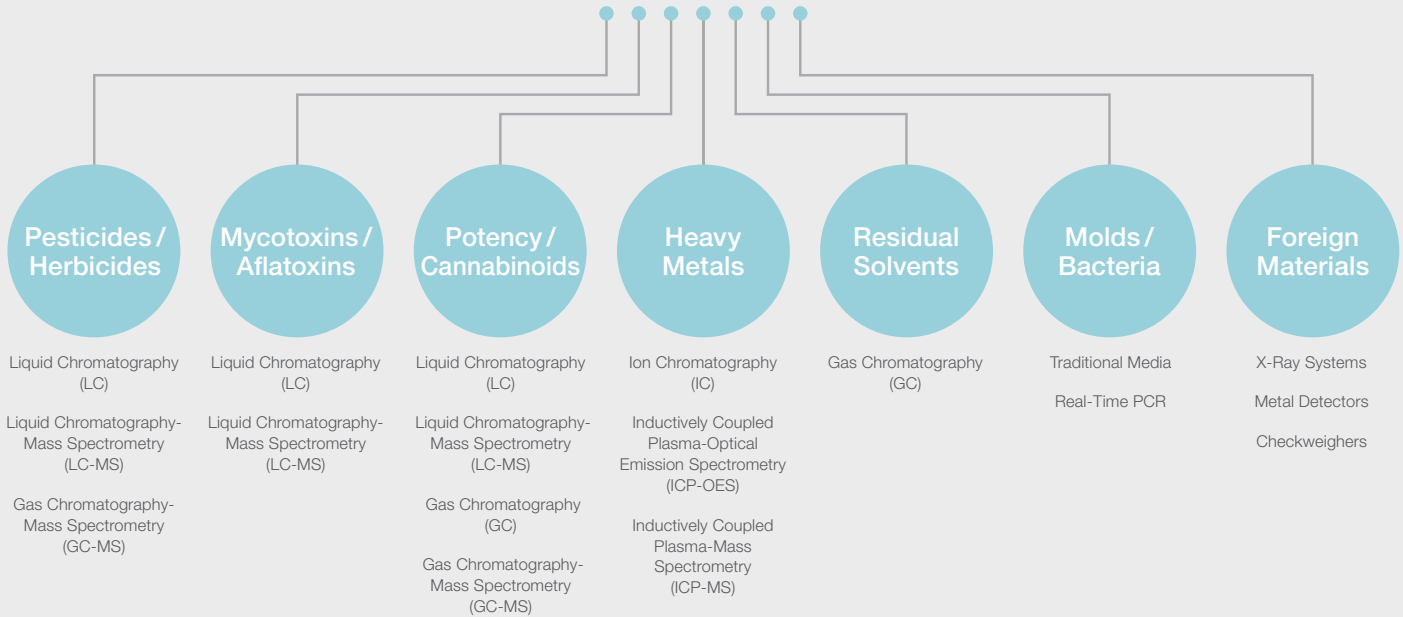 Pesticides /
Herbicides
Liquid Chromatography
(LC)
Liquid Chromatography-
Mass Spectrometry
(LC-MS)
Gas Chromatography-
Mass Spectrometry
(GC-MS)
Mycotoxins /
Aflatoxins
Liquid Chromatography
(LC)
Liquid Chromatography-
Mass Spectrometry
(LC-MS)
Potency /
Cannabinoids
Liquid Chromatography
(LC)
Liquid Chromatography-
Mass Spectrometry
(LC-MS)
Gas Chromatography
(GC)
Gas Chromatography-
Mass Spectrometry
(GC-MS)
Heavy
Metals
Ion Chromatography
(IC)
Inductively Coupled
Plasma-Optical
Emission Spectrometry
(ICP-OES)
Inductively Coupled
Plasma-Mass
Spectrometry
(ICP-MS)
Residual
Solvents
Gas Chromatography
(GC)
Molds /
Bacteria
Traditional Media
Real-Time PCR
Foreign
Materials
X-Ray Systems
Metal Detectors
Checkweighers